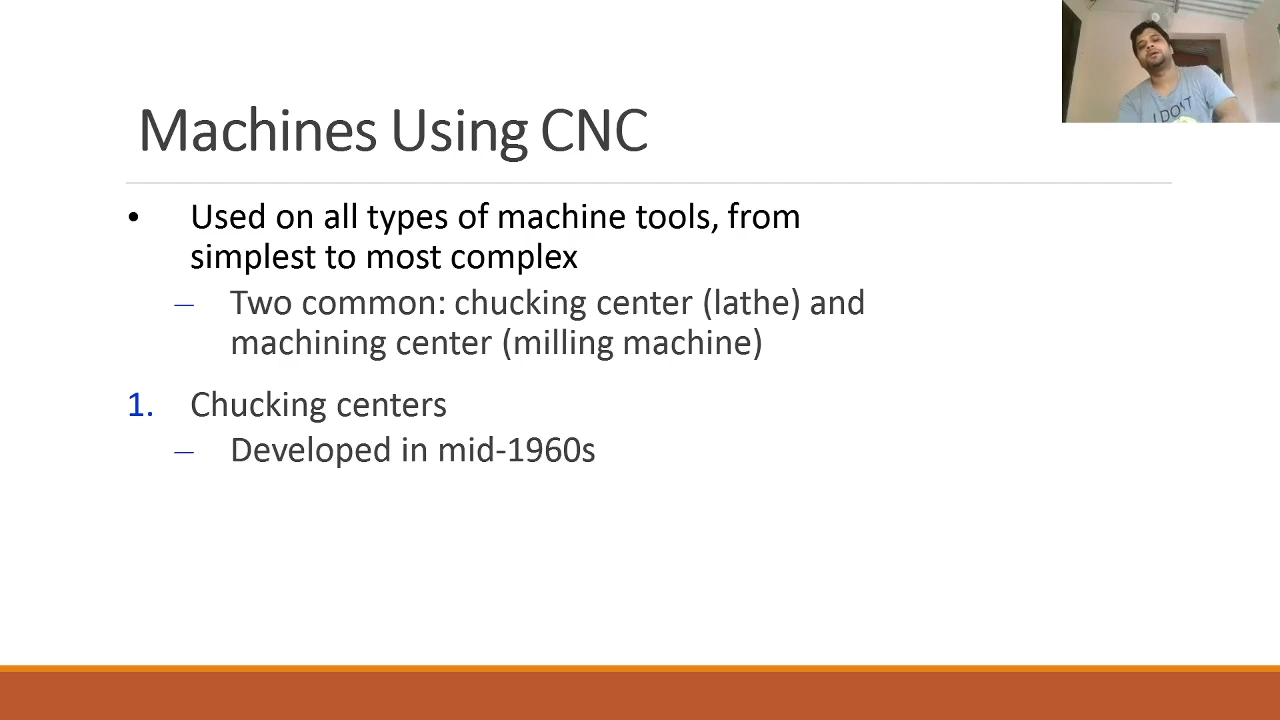 Machines Using CNC
• Used on all types of machine tools, from
simplest to most complex
– Two common: chucking center (lathe) and
machining center (milling machine)
1. Chucking centers
– Developed in mid-1960s
I DON'T